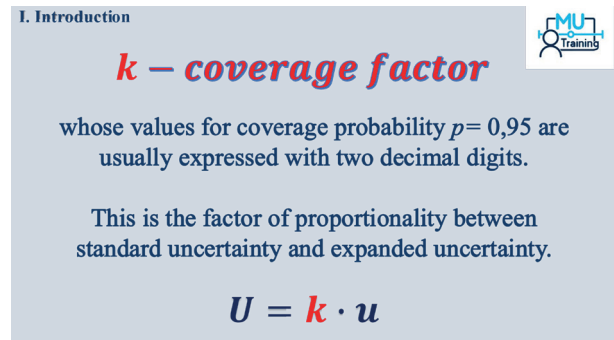 I. Introduction
MU
Training
k – coverage factor
whose values for coverage probability p= 0,95 are
usually expressed with two decimal digits.
This is the factor of proportionality between
standard uncertainty and expanded uncertainty.
U = k · u